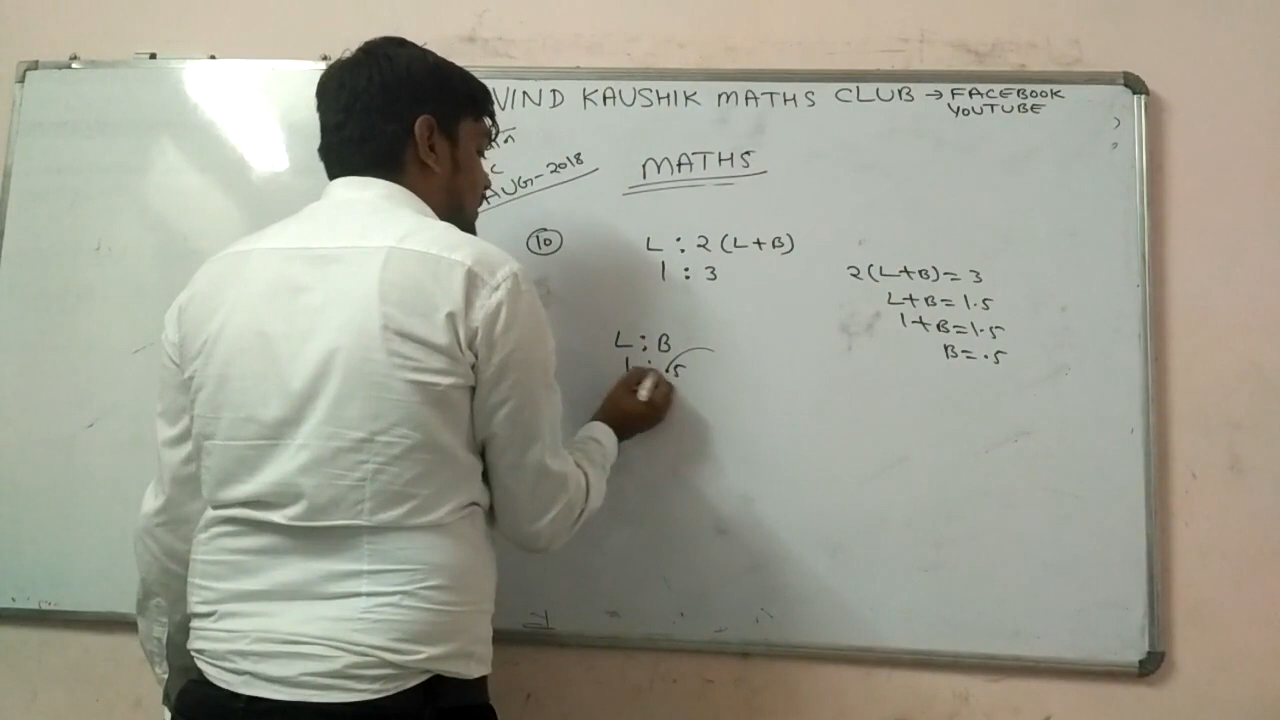 VIND KAUSHIK MATHS CLUB → FACEBOOK
YOUTUBE
AUG-2018
MATHS
10
L : 2(L+B)
1 : 3
2(L+B) = 3
L+B = 1.5
1+B = 1.5
B = .5
L : B
1 : .5